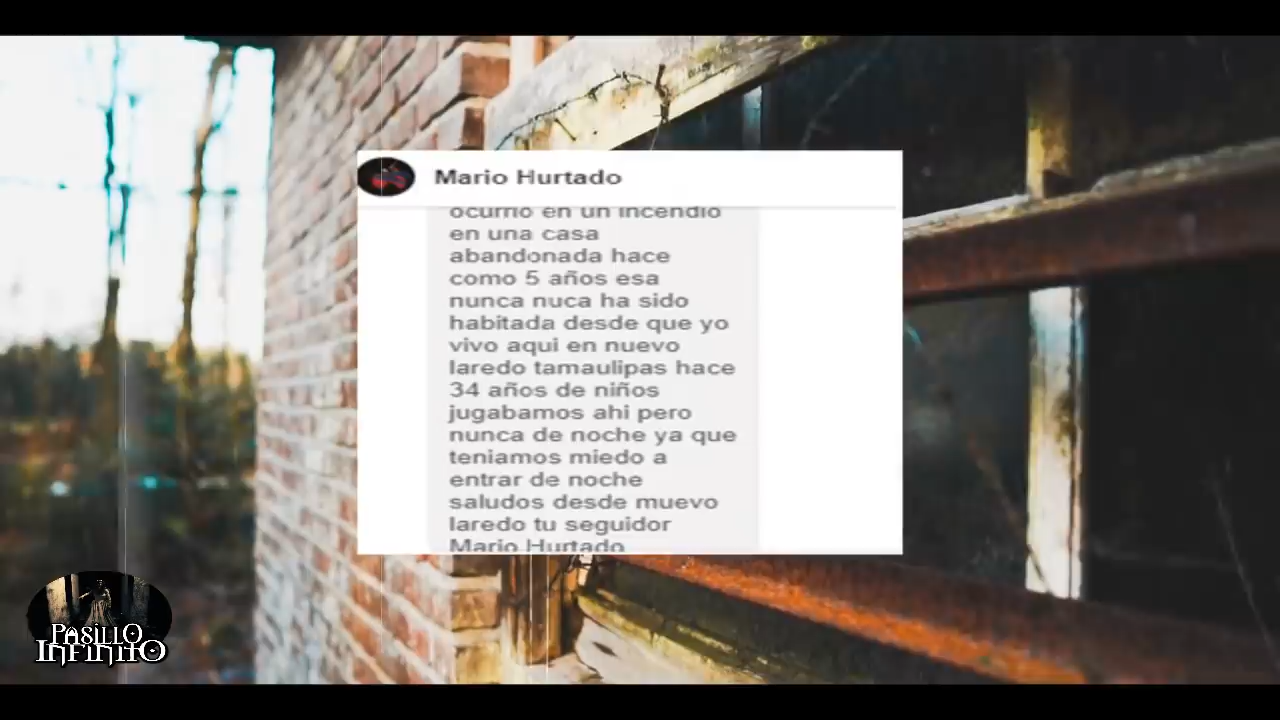 Mario Hurtado
ocurrio en un incendio
en una casa
abandonada hace
como 5 años esa
nunca nuca ha sido
habitada desde que yo
vivo aqui en nuevo
laredo tamaulipas hace
34 años de niños
jugabamos ahi pero
nunca de noche ya que
teniamos miedo a
entrar de noche
saludos desde muevo
laredo tu seguidor
Mario Hurtado
PASILLO
INFINITO